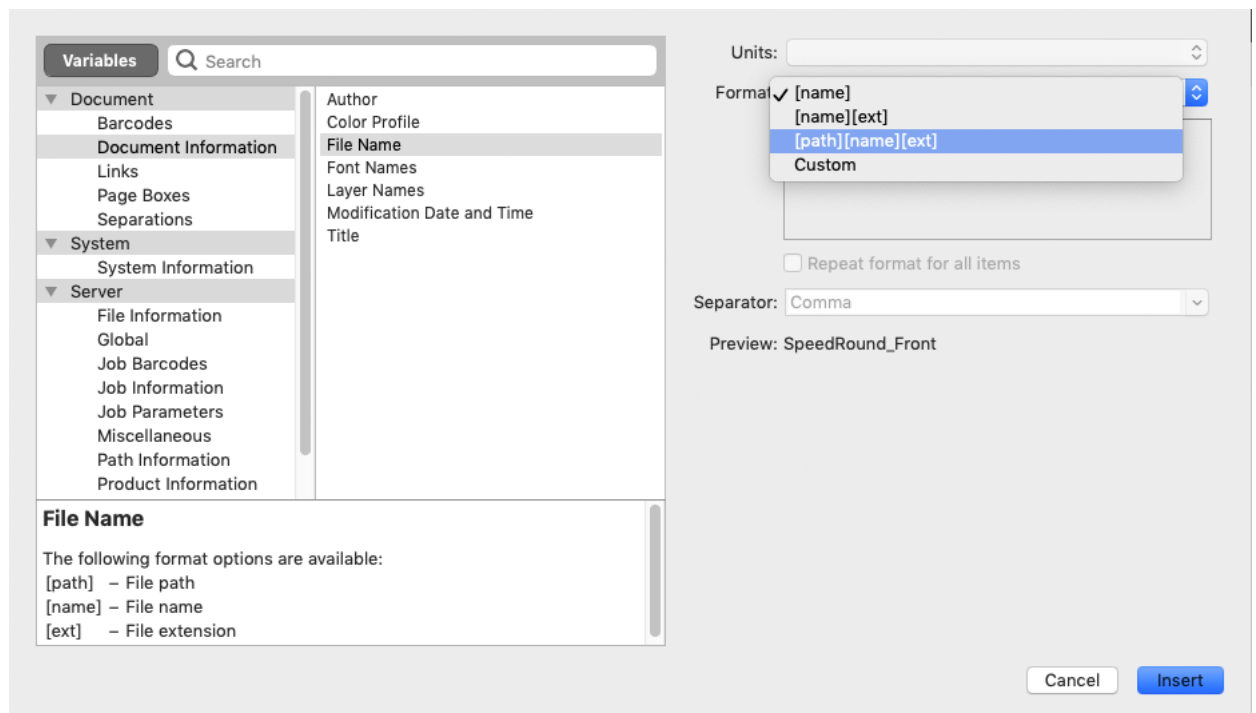 Variables
Search
Document
Barcodes
Document Information
Links
Page Boxes
Separations
System
System Information
Server
File Information
Global
Job Barcodes
Job Information
Job Parameters
Miscellaneous
Path Information
Product Information
Author
Color Profile
File Name
Font Names
Layer Names
Modification Date and Time
Title
File Name
The following format options are available:
[path] – File path
[name] – File name
[ext] – File extension
Units:
Format
[name]
[name][ext]
[path][name][ext]
Custom
Repeat format for all items
Separator: Comma
Preview: SpeedRound_Front
Cancel
Insert